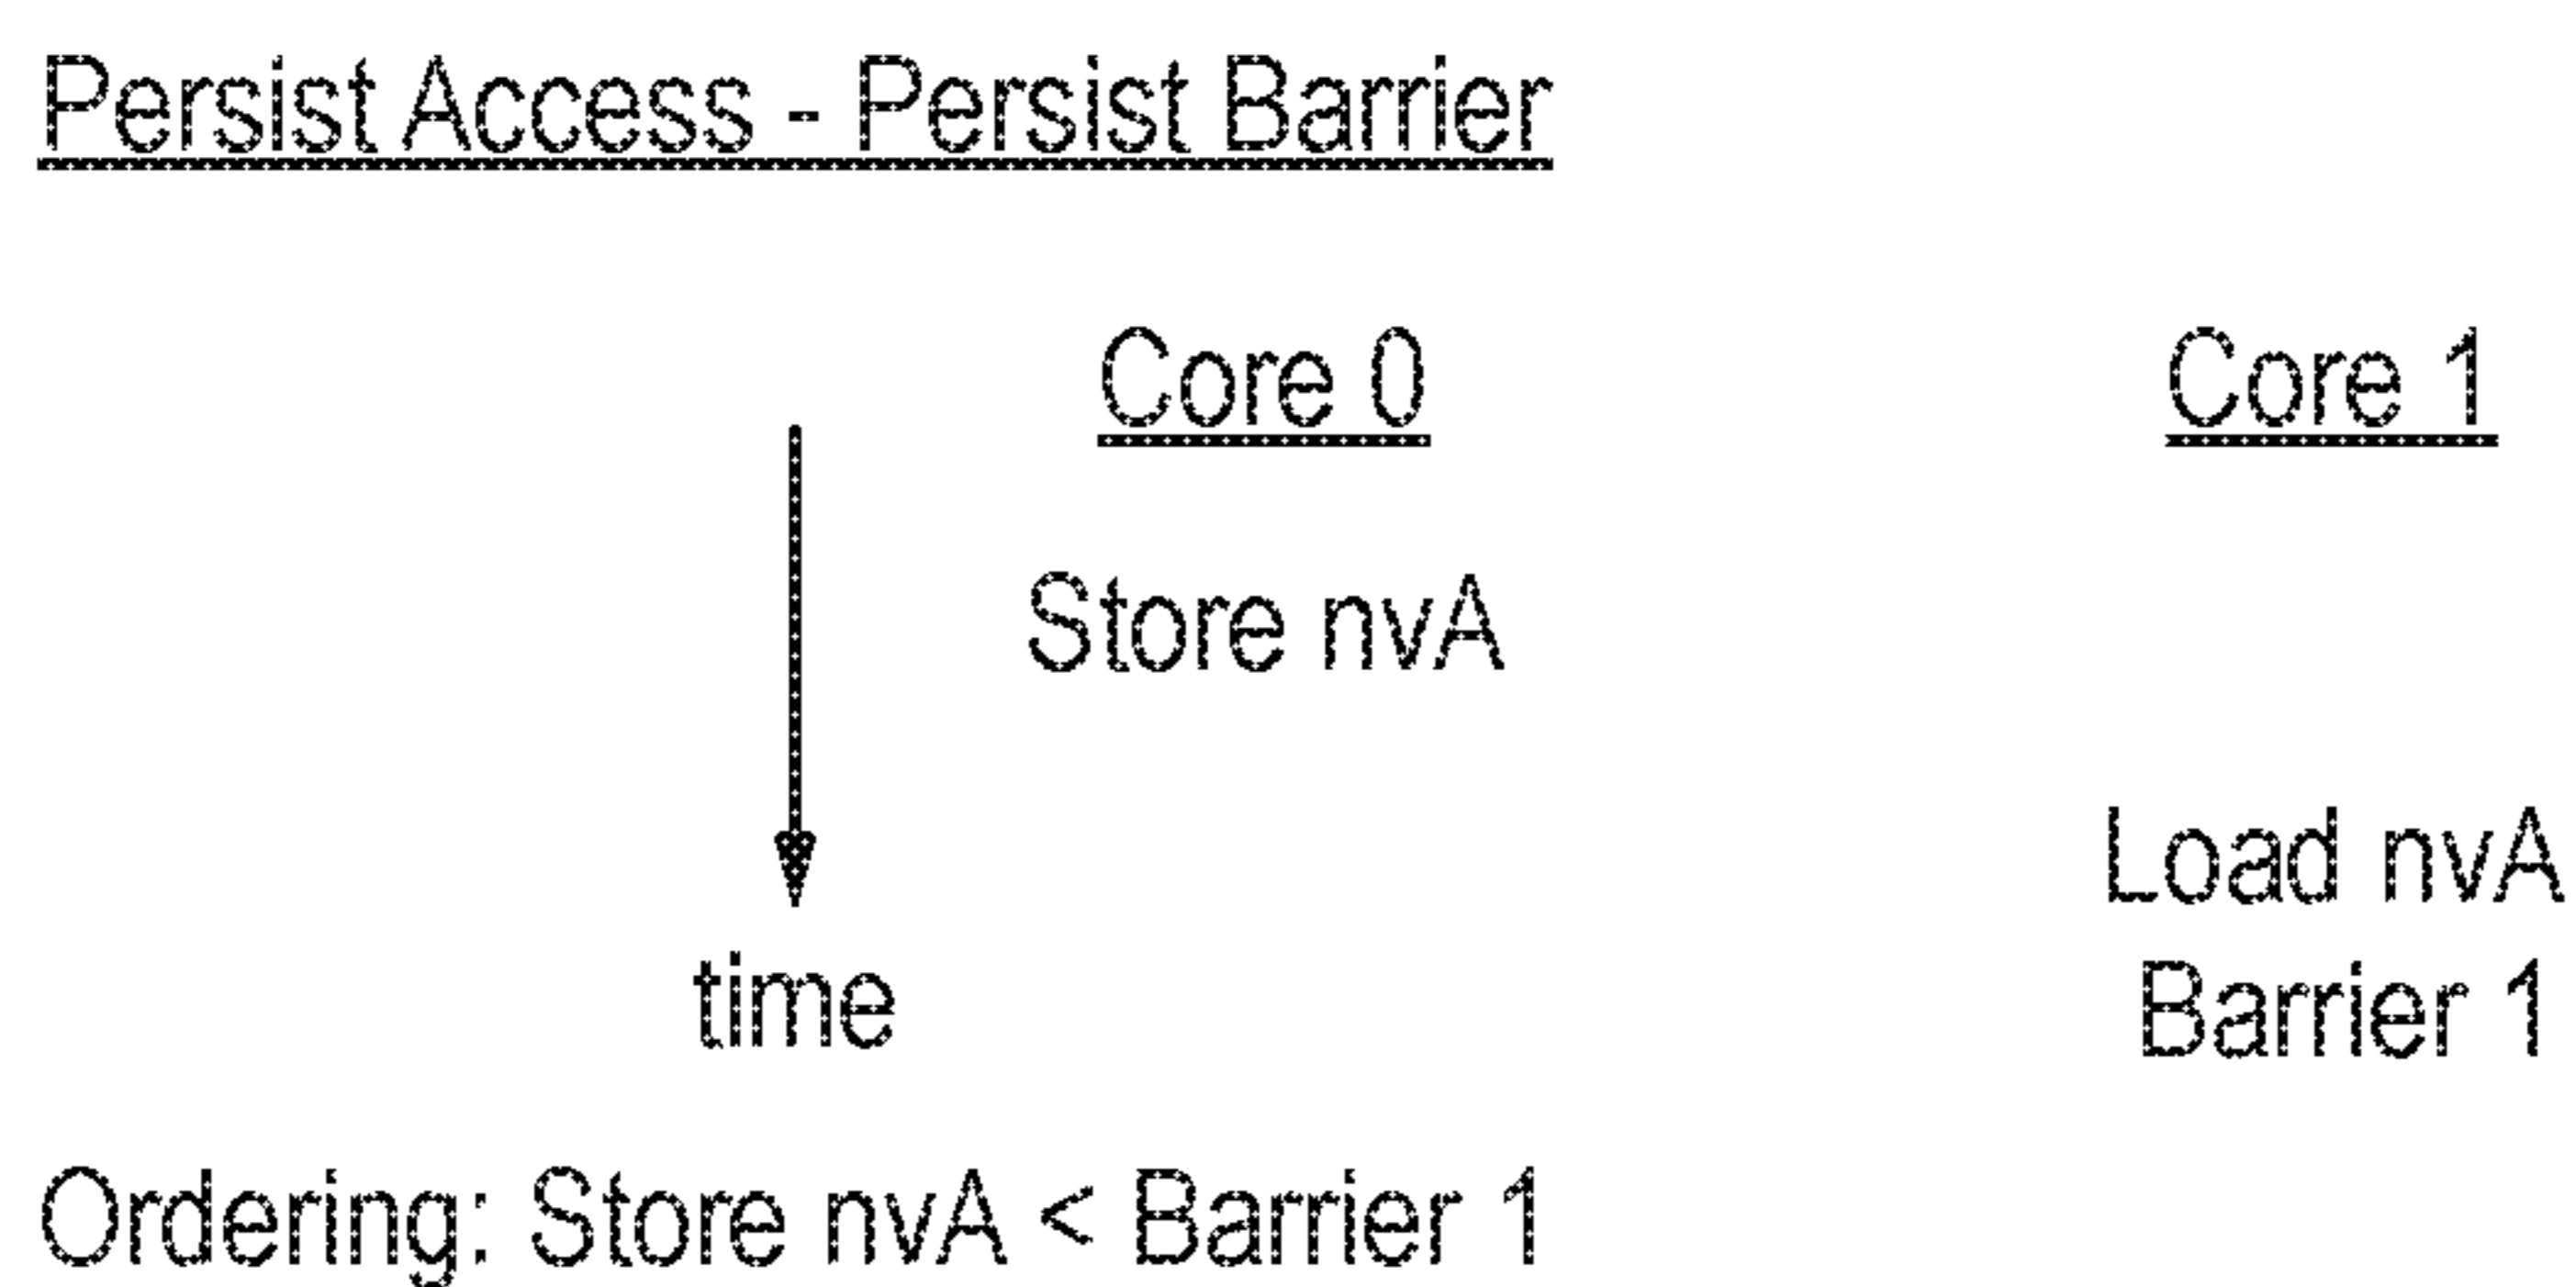 Persist Access - Persist Barrier
Core 0 Core 1
Store nvA
Load nvA
time Barrier 1
Ordering: Store nvA < Barrier 1